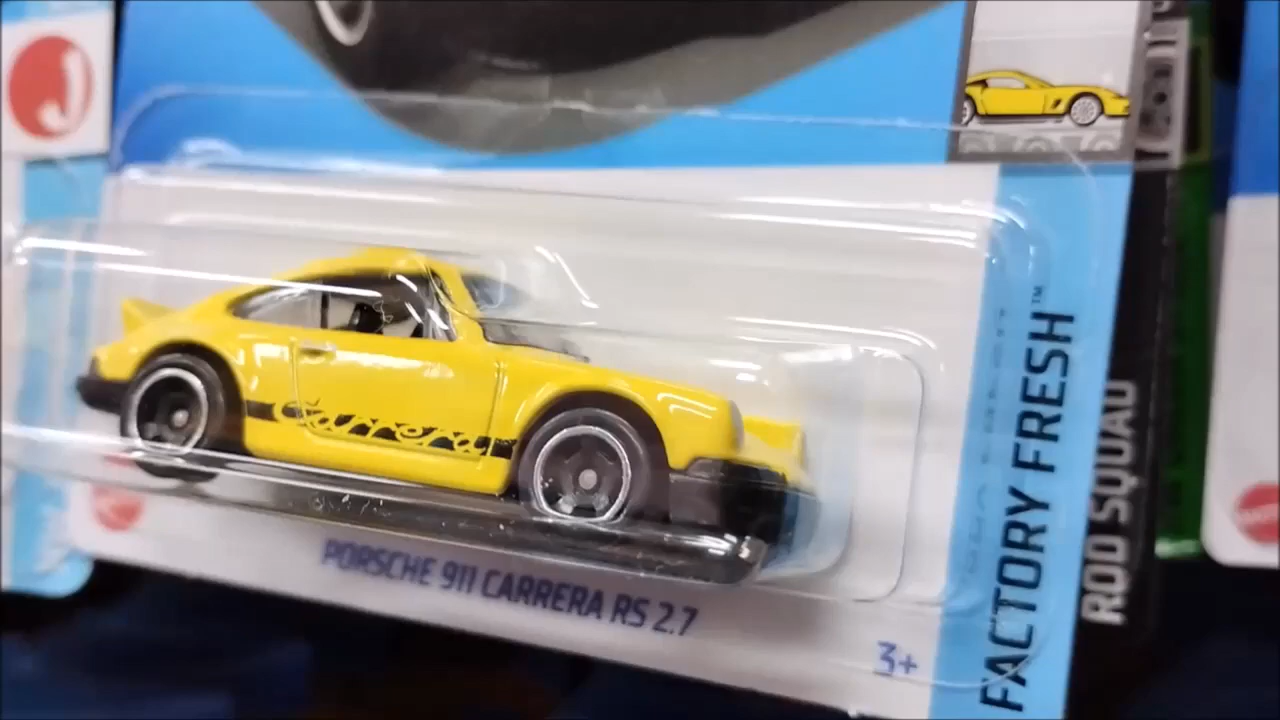 J
Carrera
PORSCHE 911 CARRERA RS 2.7
3+
FACTORY FRESH™
ROD SQUAD